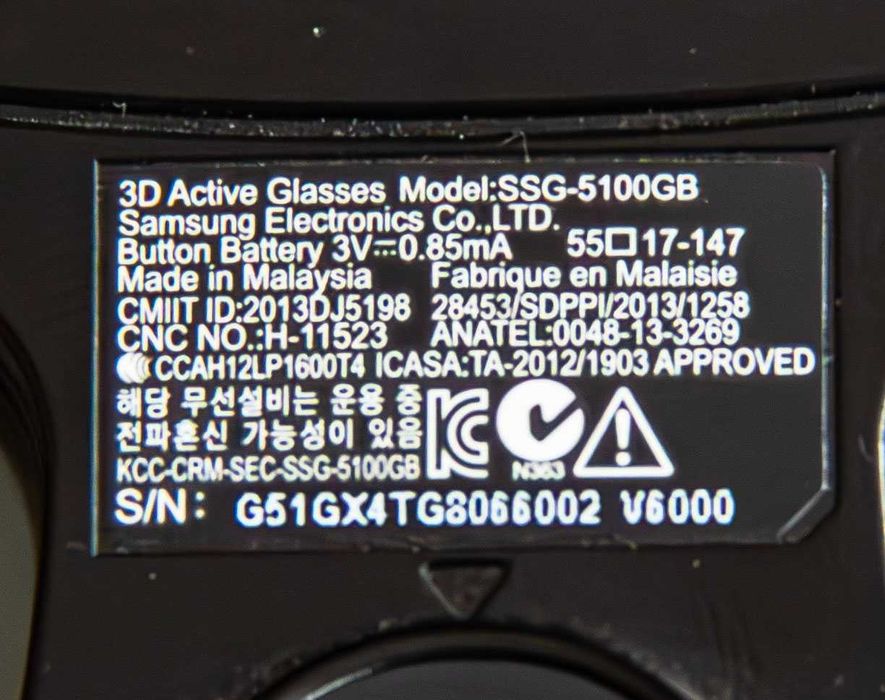 3D Active Glasses Model:SSG-5100GB
Samsung Electronics Co.,LTD.
Button Battery 3V⎓0.85mA 55□17-147
Made in Malaysia Fabrique en Malaisie
CMIIT ID:2013DJ5198 28453/SDPPI/2013/1258
CNC NO.:H-11523 ANATEL:0048-13-3269
CCAH12LP1600T4 ICASA:TA-2012/1903 APPROVED
해당 무선설비는 운용 중
전파혼신 가능성이 있음
KCC-CRM-SEC-SSG-5100GB
N363
S/N: G51GX4TG8066002 V6000